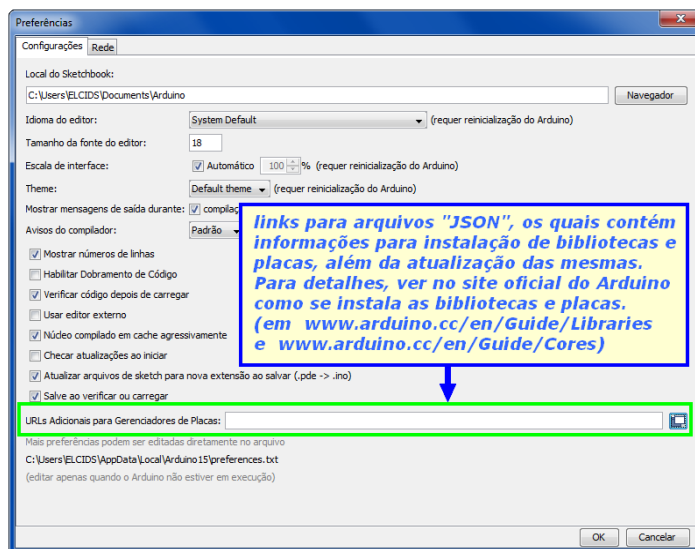 Preferências
Configurações Rede
Local do Sketchbook:
C:\Users\ELCIDS\Documents\Arduino Navegador
Idioma do editor: System Default (requer reinicialização do Arduino)
Tamanho da fonte do editor: 18
Escala de interface: Automático 100 % (requer reinicialização do Arduino)
Theme: Default theme (requer reinicialização do Arduino)
Mostrar mensagens de saída durante: compilaç
Avisos do compilador: Padrão
links para arquivos "JSON", os quais contém
informações para instalação de bibliotecas e
placas, além da atualização das mesmas.
Para detalhes, ver no site oficial do Arduino
como se instala as bibliotecas e placas.
(em www.arduino.cc/en/Guide/Libraries
e www.arduino.cc/en/Guide/Cores)
Mostrar números de linhas
Habilitar Dobramento de Código
Verificar código depois de carregar
Usar editor externo
Núcleo compilado em cache agressivamente
Checar atualizações ao iniciar
Atualizar arquivos de sketch para nova extensão ao salvar (.pde -> .ino)
Salve ao verificar ou carregar
URLs Adicionais para Gerenciadores de Placas:
Mais preferências podem ser editadas diretamente no arquivo
C:\Users\ELCIDS\AppData\Local\Arduino15\preferences.txt
(editar apenas quando o Arduino não estiver em execução)
OK Cancelar